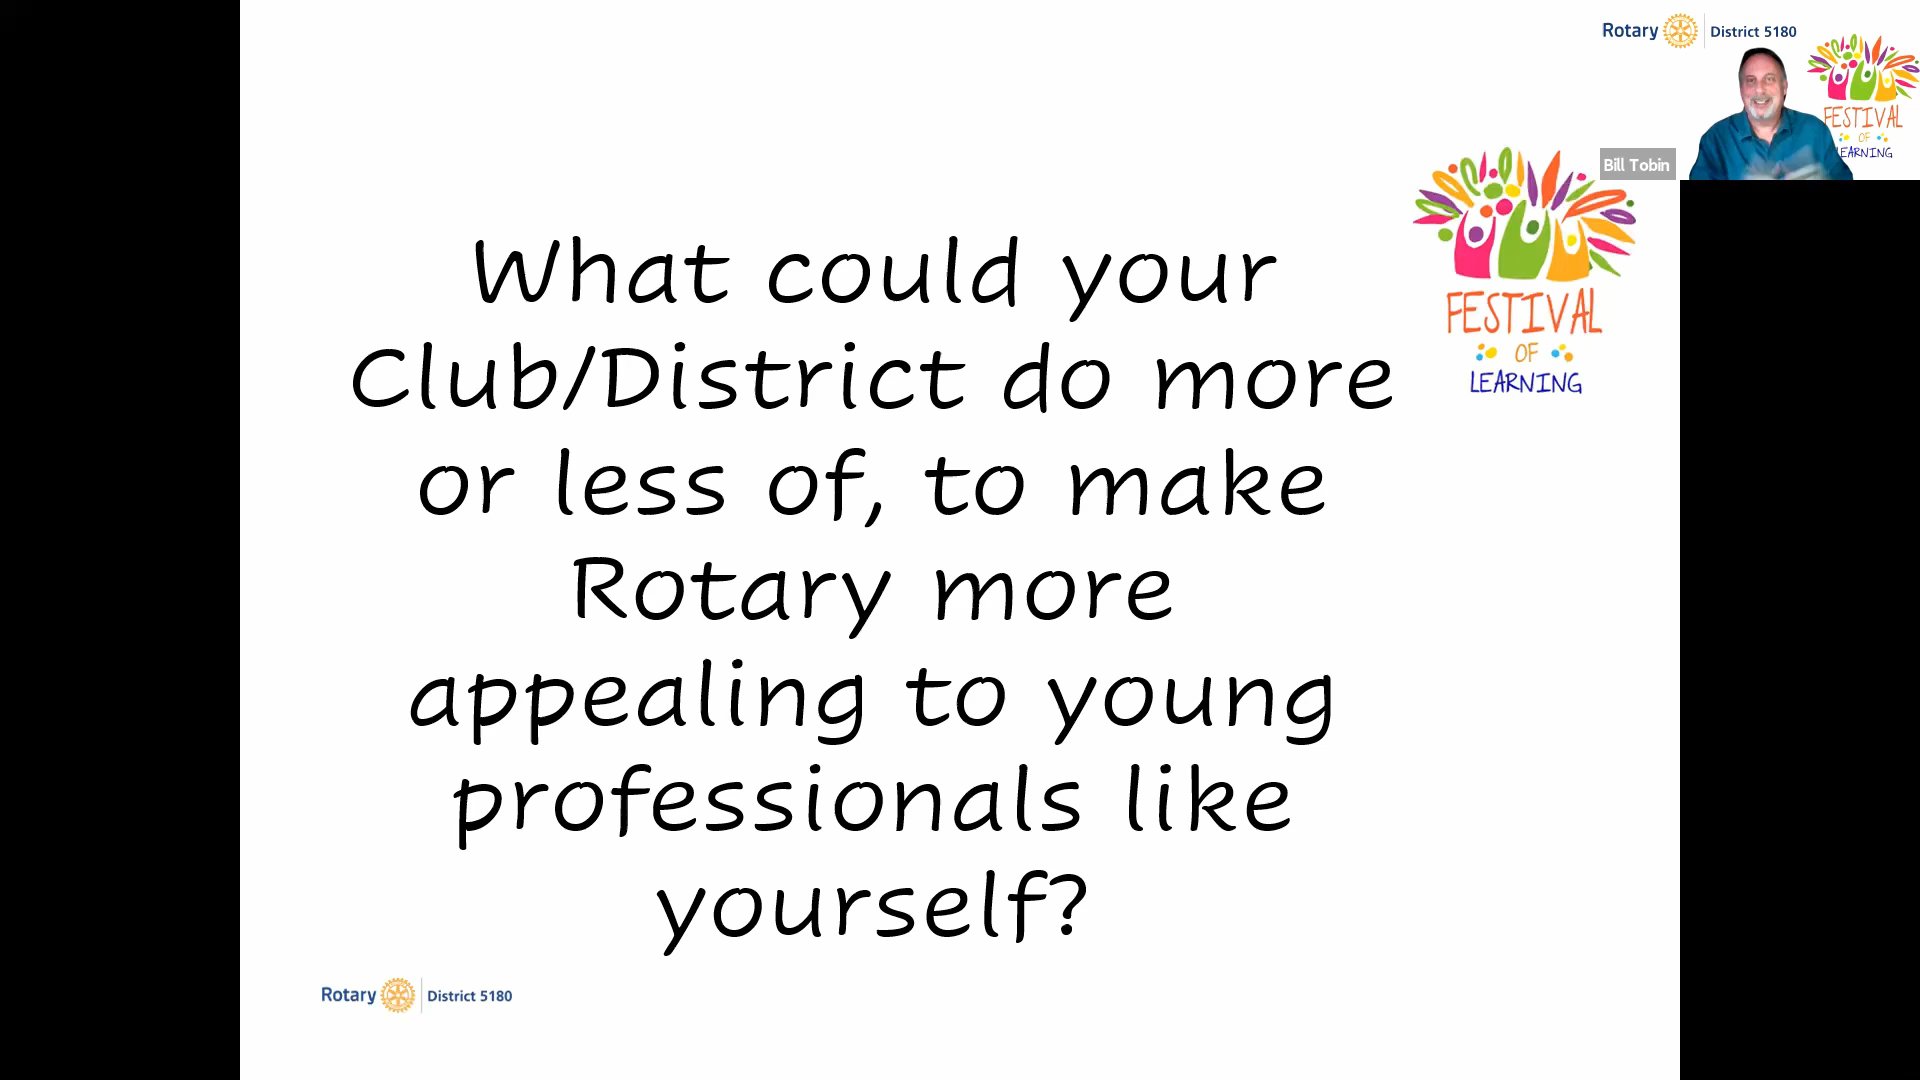 Rotary District 5180
FESTIVAL
OF
LEARNING
Bill Tobin
What could your
Club/District do more
or less of, to make
Rotary more
appealing to young
professionals like
yourself?
FESTIVAL
OF
LEARNING
Rotary District 5180